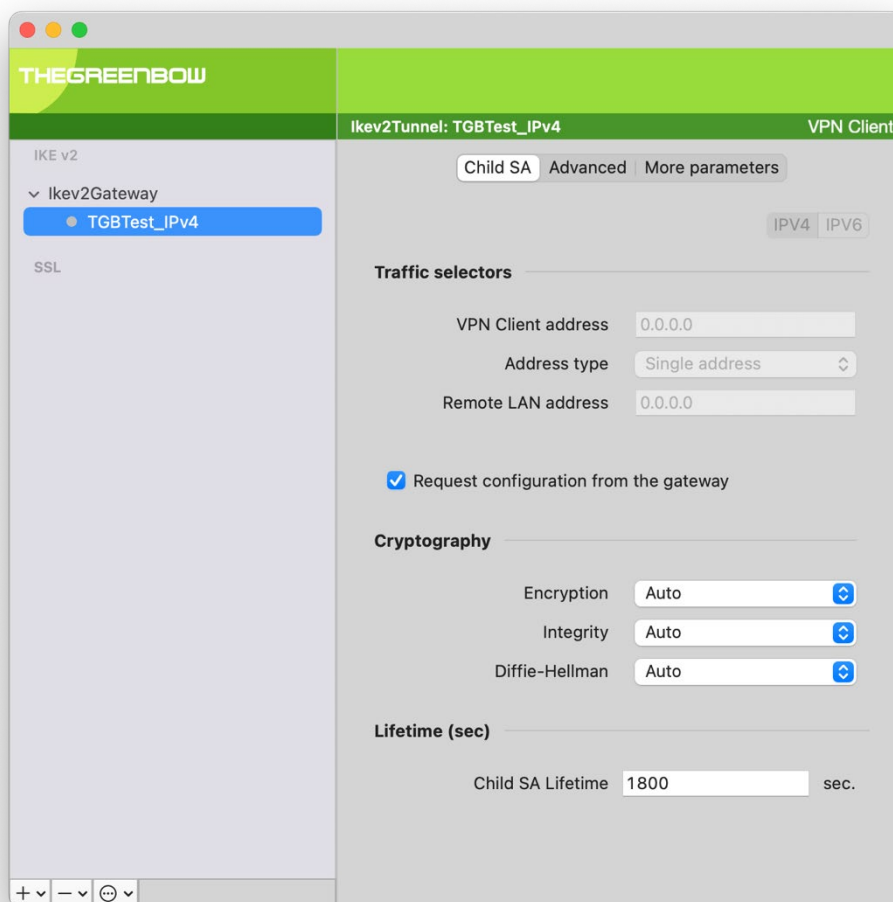 THEGREENBOW
Ikev2Tunnel: TGBTest_IPv4 VPN Client
IKE v2
Ikev2Gateway
TGBTest_IPv4
SSL
Child SA Advanced More parameters
IPV4 IPV6
Traffic selectors
VPN Client address 0.0.0.0
Address type Single address
Remote LAN address 0.0.0.0
Request configuration from the gateway
Cryptography
Encryption Auto
Integrity Auto
Diffie-Hellman Auto
Lifetime (sec)
Child SA Lifetime 1800 sec.